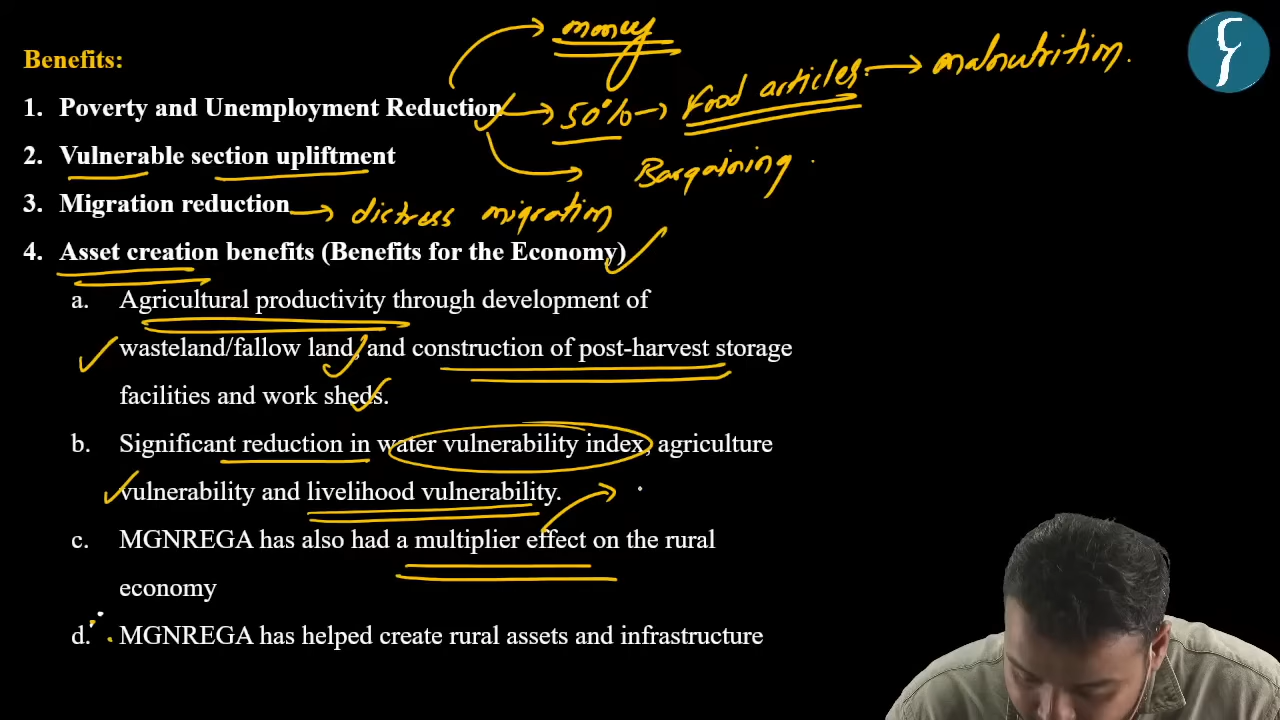 money
Benefits:
1. Poverty and Unemployment Reduction → 50% → food articles → malnutrition.
2. Vulnerable section upliftment
Bargaining
3. Migration reduction → distress migration
4. Asset creation benefits (Benefits for the Economy)
a. Agricultural productivity through development of
wasteland/fallow land, and construction of post-harvest storage
facilities and work sheds.
b. Significant reduction in water vulnerability index, agriculture
vulnerability and livelihood vulnerability.
c. MGNREGA has also had a multiplier effect on the rural
economy
d. MGNREGA has helped create rural assets and infrastructure